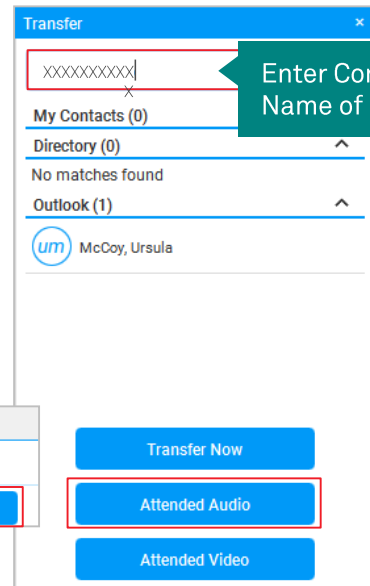 Transfer ×
XXXXXXXXXX
X
Enter Con
Name of
My Contacts (0)
Directory (0)
No matches found
Outlook (1)
um McCoy, Ursula
Transfer Now
Attended Audio
Attended Video